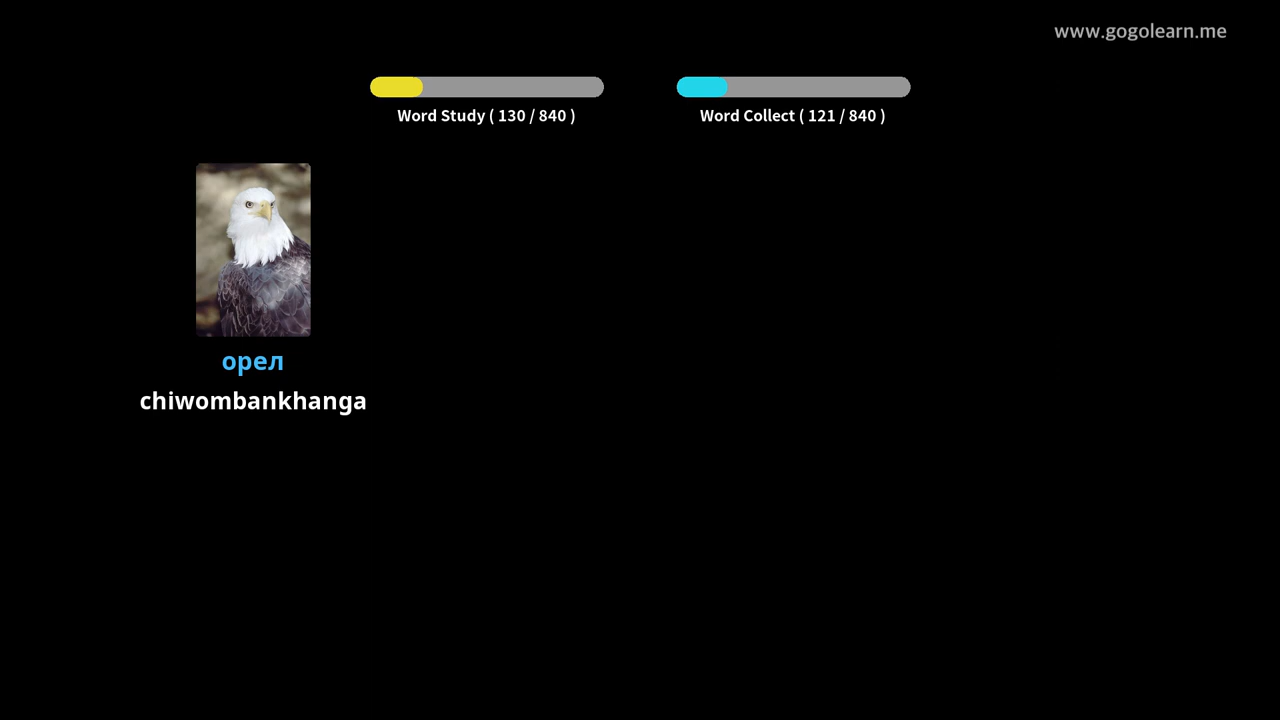 www.gogolearn.me
Word Study ( 130 / 840 )
Word Collect ( 121 / 840 )
орел
chiwombankhanga